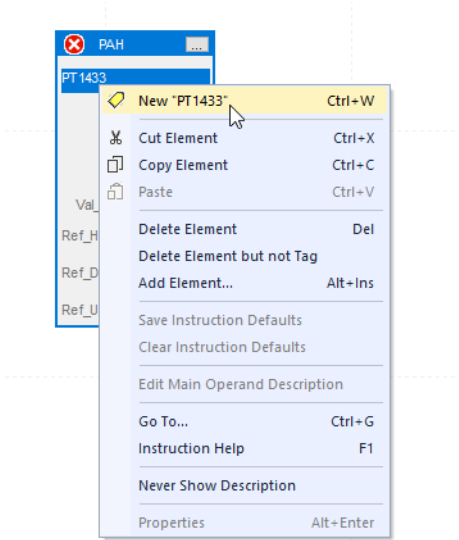 PAH ...
PT1433
New "PT1433" Ctrl+W
Cut Element Ctrl+X
Copy Element Ctrl+C
Paste Ctrl+V
Val_
Delete Element Del
Ref_H
Delete Element but not Tag
Ref_D
Add Element... Alt+Ins
Ref_U
Save Instruction Defaults
Clear Instruction Defaults
Edit Main Operand Description
Go To... Ctrl+G
Instruction Help F1
Never Show Description
Properties Alt+Enter